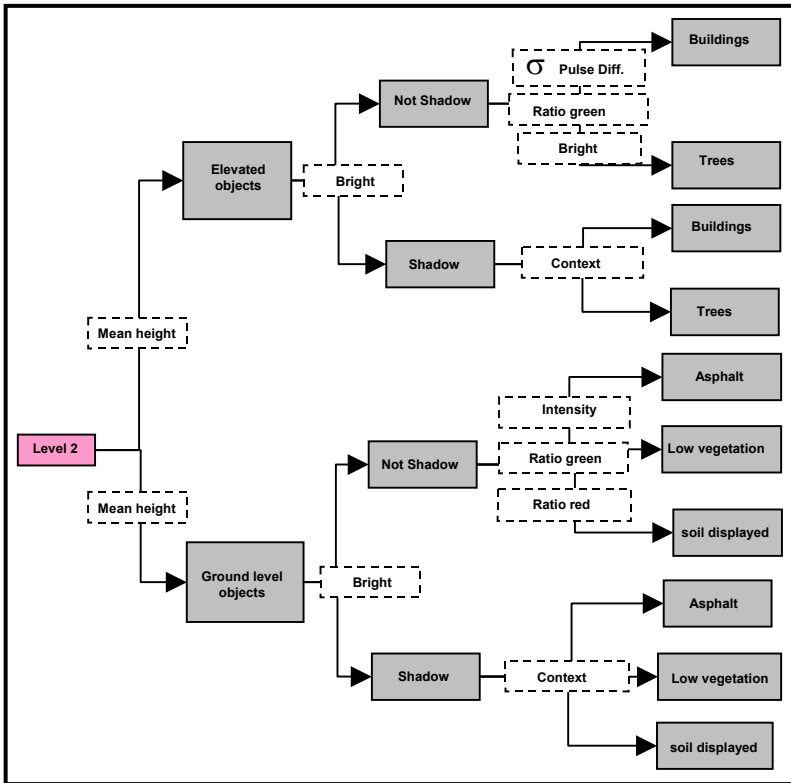 Buildings
σ Pulse Diff.
Not Shadow
Ratio green
Bright
Trees
Elevated
objects
Bright
Buildings
Shadow
Context
Trees
Mean height
Asphalt
Intensity
Level 2
Not Shadow
Ratio green
Low vegetation
Mean height
Ratio red
soil displayed
Ground level
objects
Bright
Asphalt
Shadow
Context
Low vegetation
soil displayed